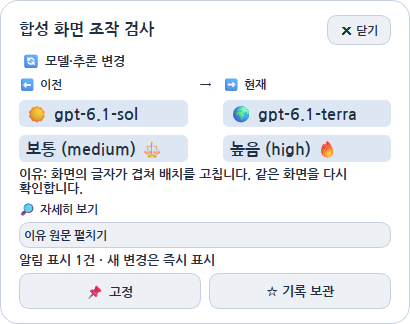 합성 화면 조작 검사
✕ 닫기
🔄 모델·추론 변경
⬅️ 이전 → ➡️ 현재
🌞 gpt-6.1-sol 🌍 gpt-6.1-terra
보통 (medium) ⚖️ 높음 (high) 🔥
이유: 화면의 글자가 겹쳐 배치를 고칩니다. 같은 화면을 다시
확인합니다.
🔎 자세히 보기
이유 원문 펼치기
알림 표시 1건 · 새 변경은 즉시 표시
📌 고정 ☆ 기록 보관